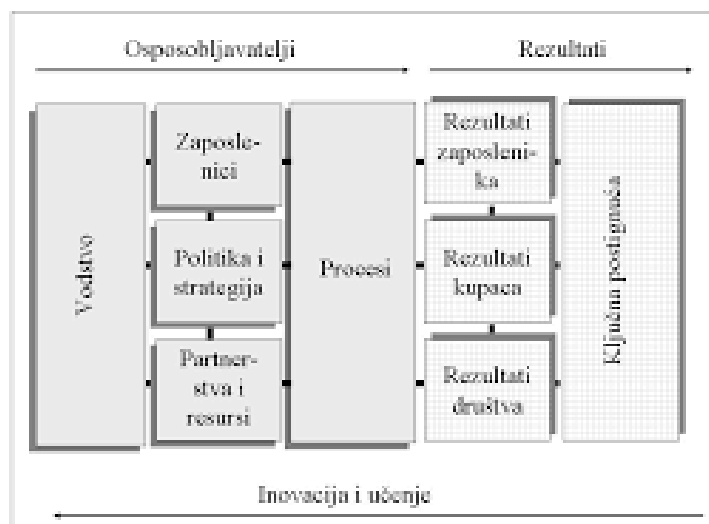 Osposobljavatelji
Rezultati
Vodstvo
Zaposle-
nici
Politika i
strategija
Partner-
stva i
resursi
Procesi
Rezultati
zaposleni-
ka
Rezultati
kupaca
Rezultati
društva
Ključna postignuća
Inovacija i učenje